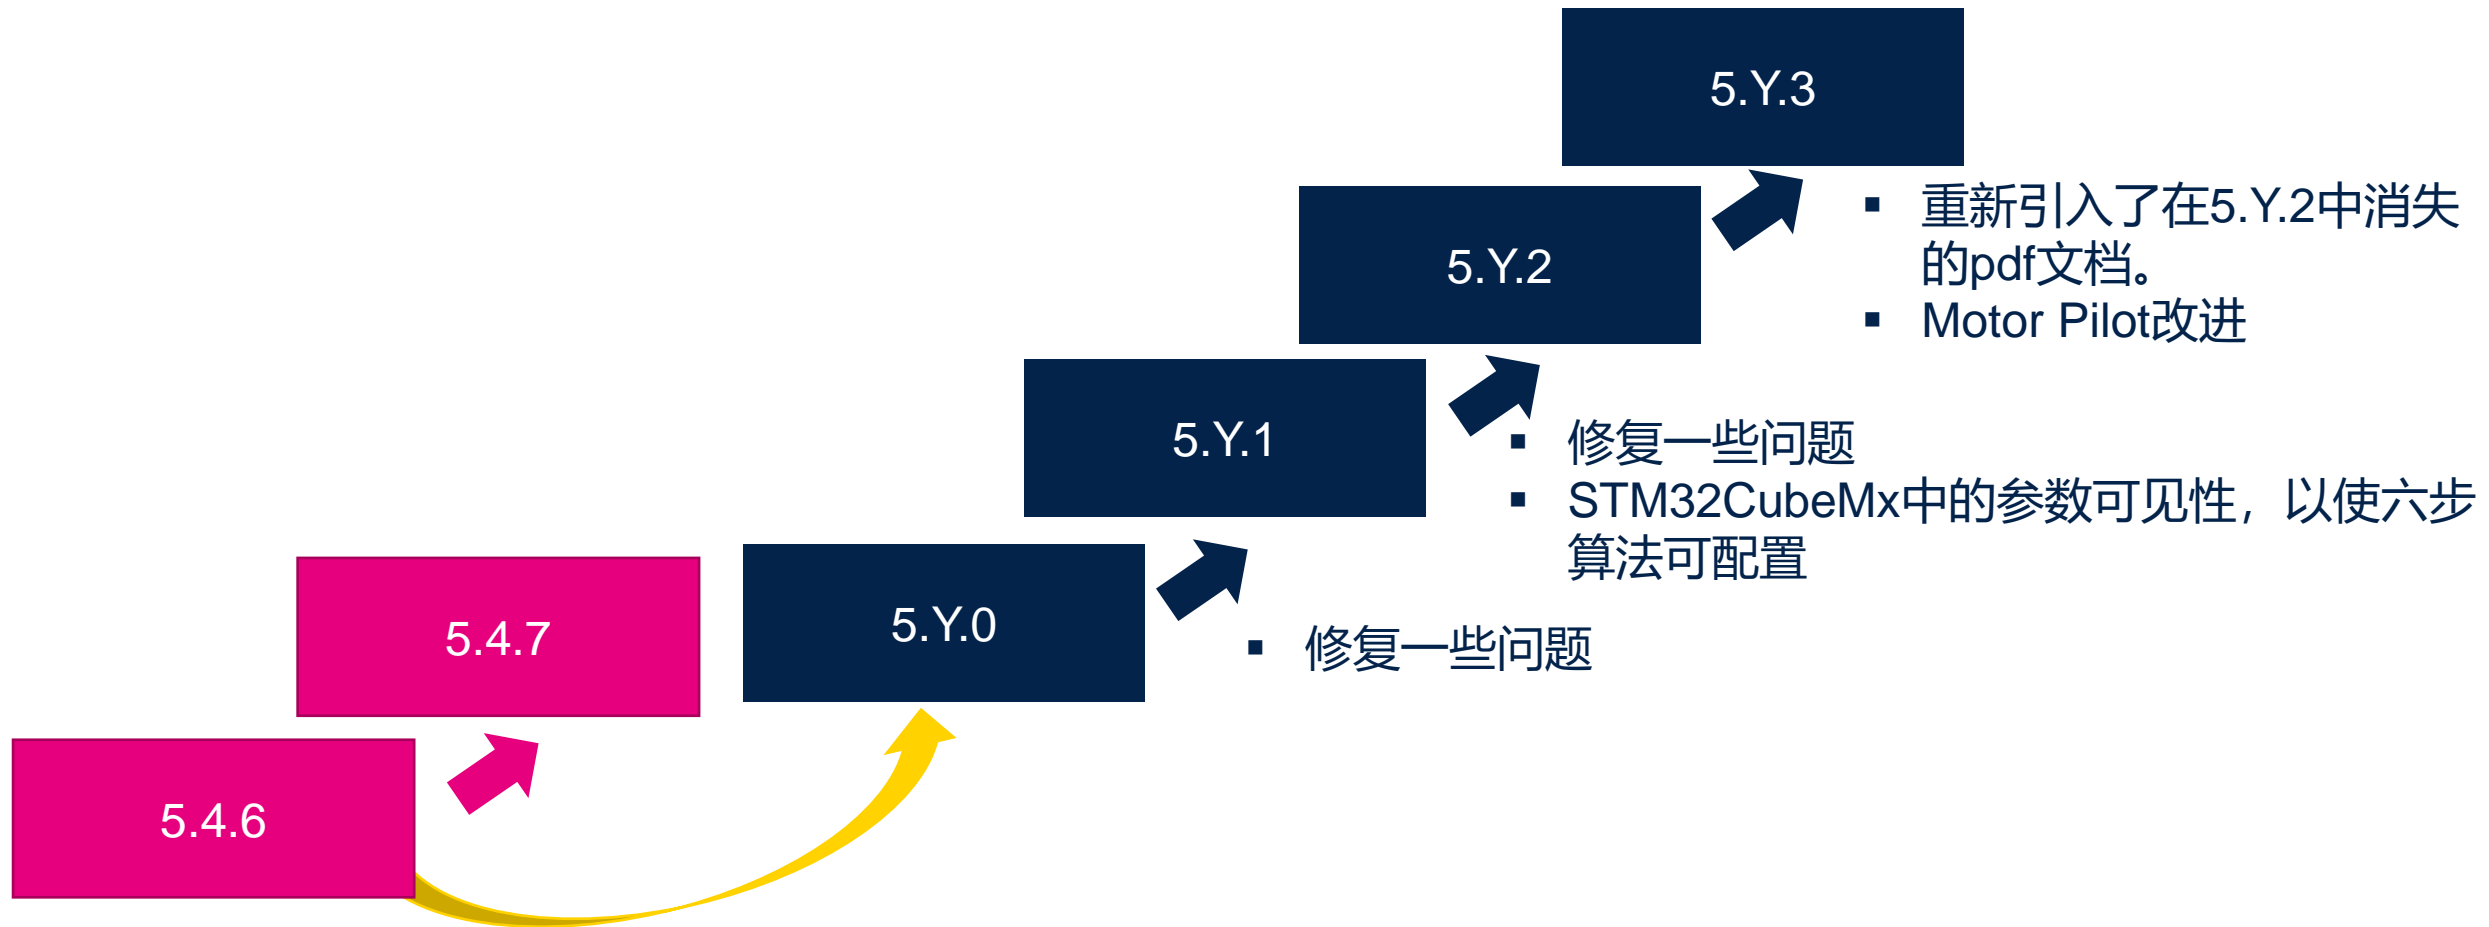 5.Y.3
重新引入了在5.Y.2中消失
的pdf文档。
Motor Pilot改进
5.Y.2
修复一些问题
STM32CubeMx中的参数可见性，以使六步
算法可配置
5.Y.1
修复一些问题
5.Y.0
5.4.7
5.4.6